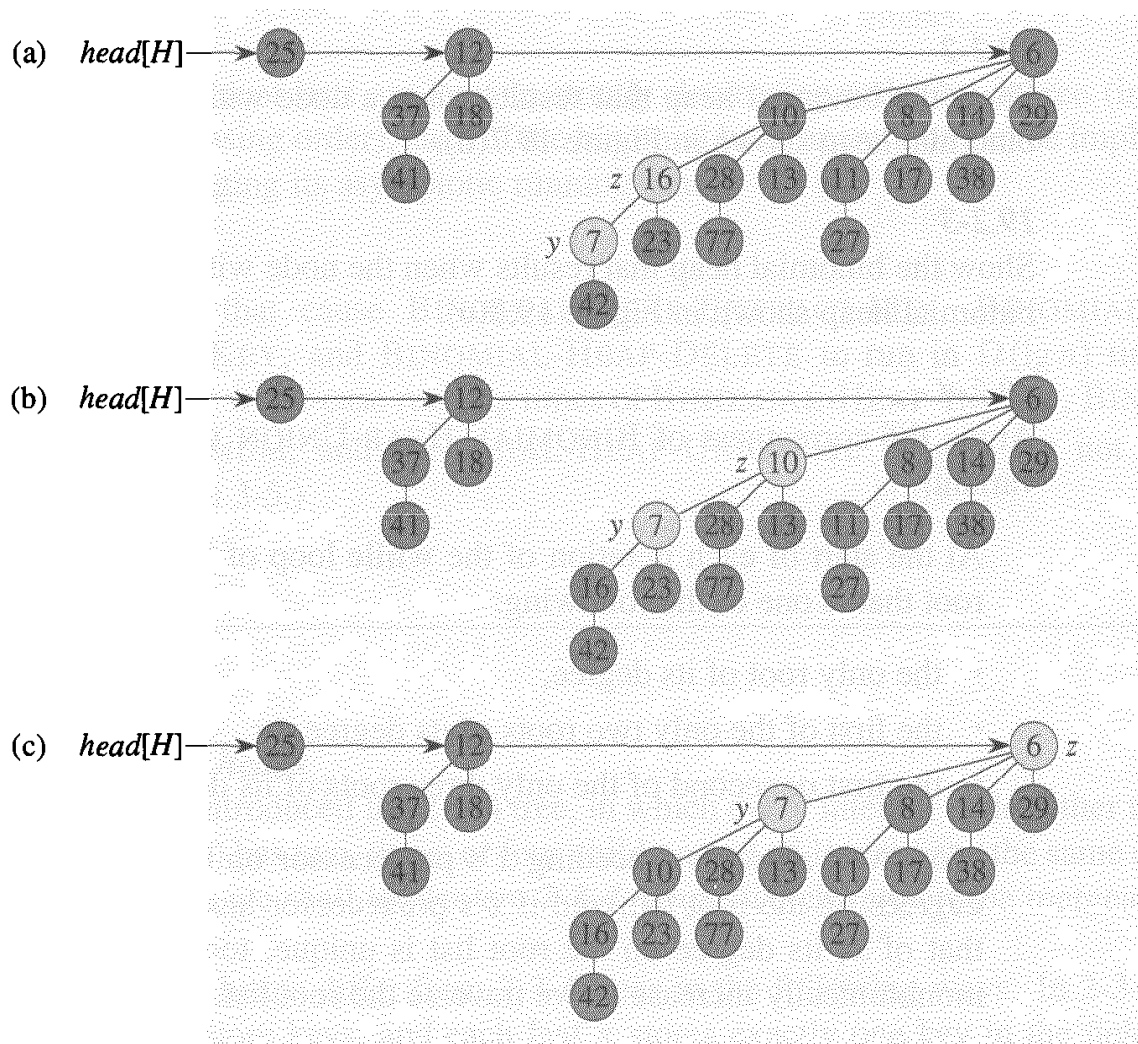 (a) head[H] 25 12 6
37 18 10 8 14 29
41 z 16 28 13 11 17 38
y 7 23 77 27
42
(b) head[H] 25 12 6
37 18 z 10 8 14 29
41 y 7 28 13 11 17 38
16 23 77 27
42
(c) head[H] 25 12 6 z
37 18 y 7 8 14 29
41 10 28 13 11 17 38
16 23 77 27
42